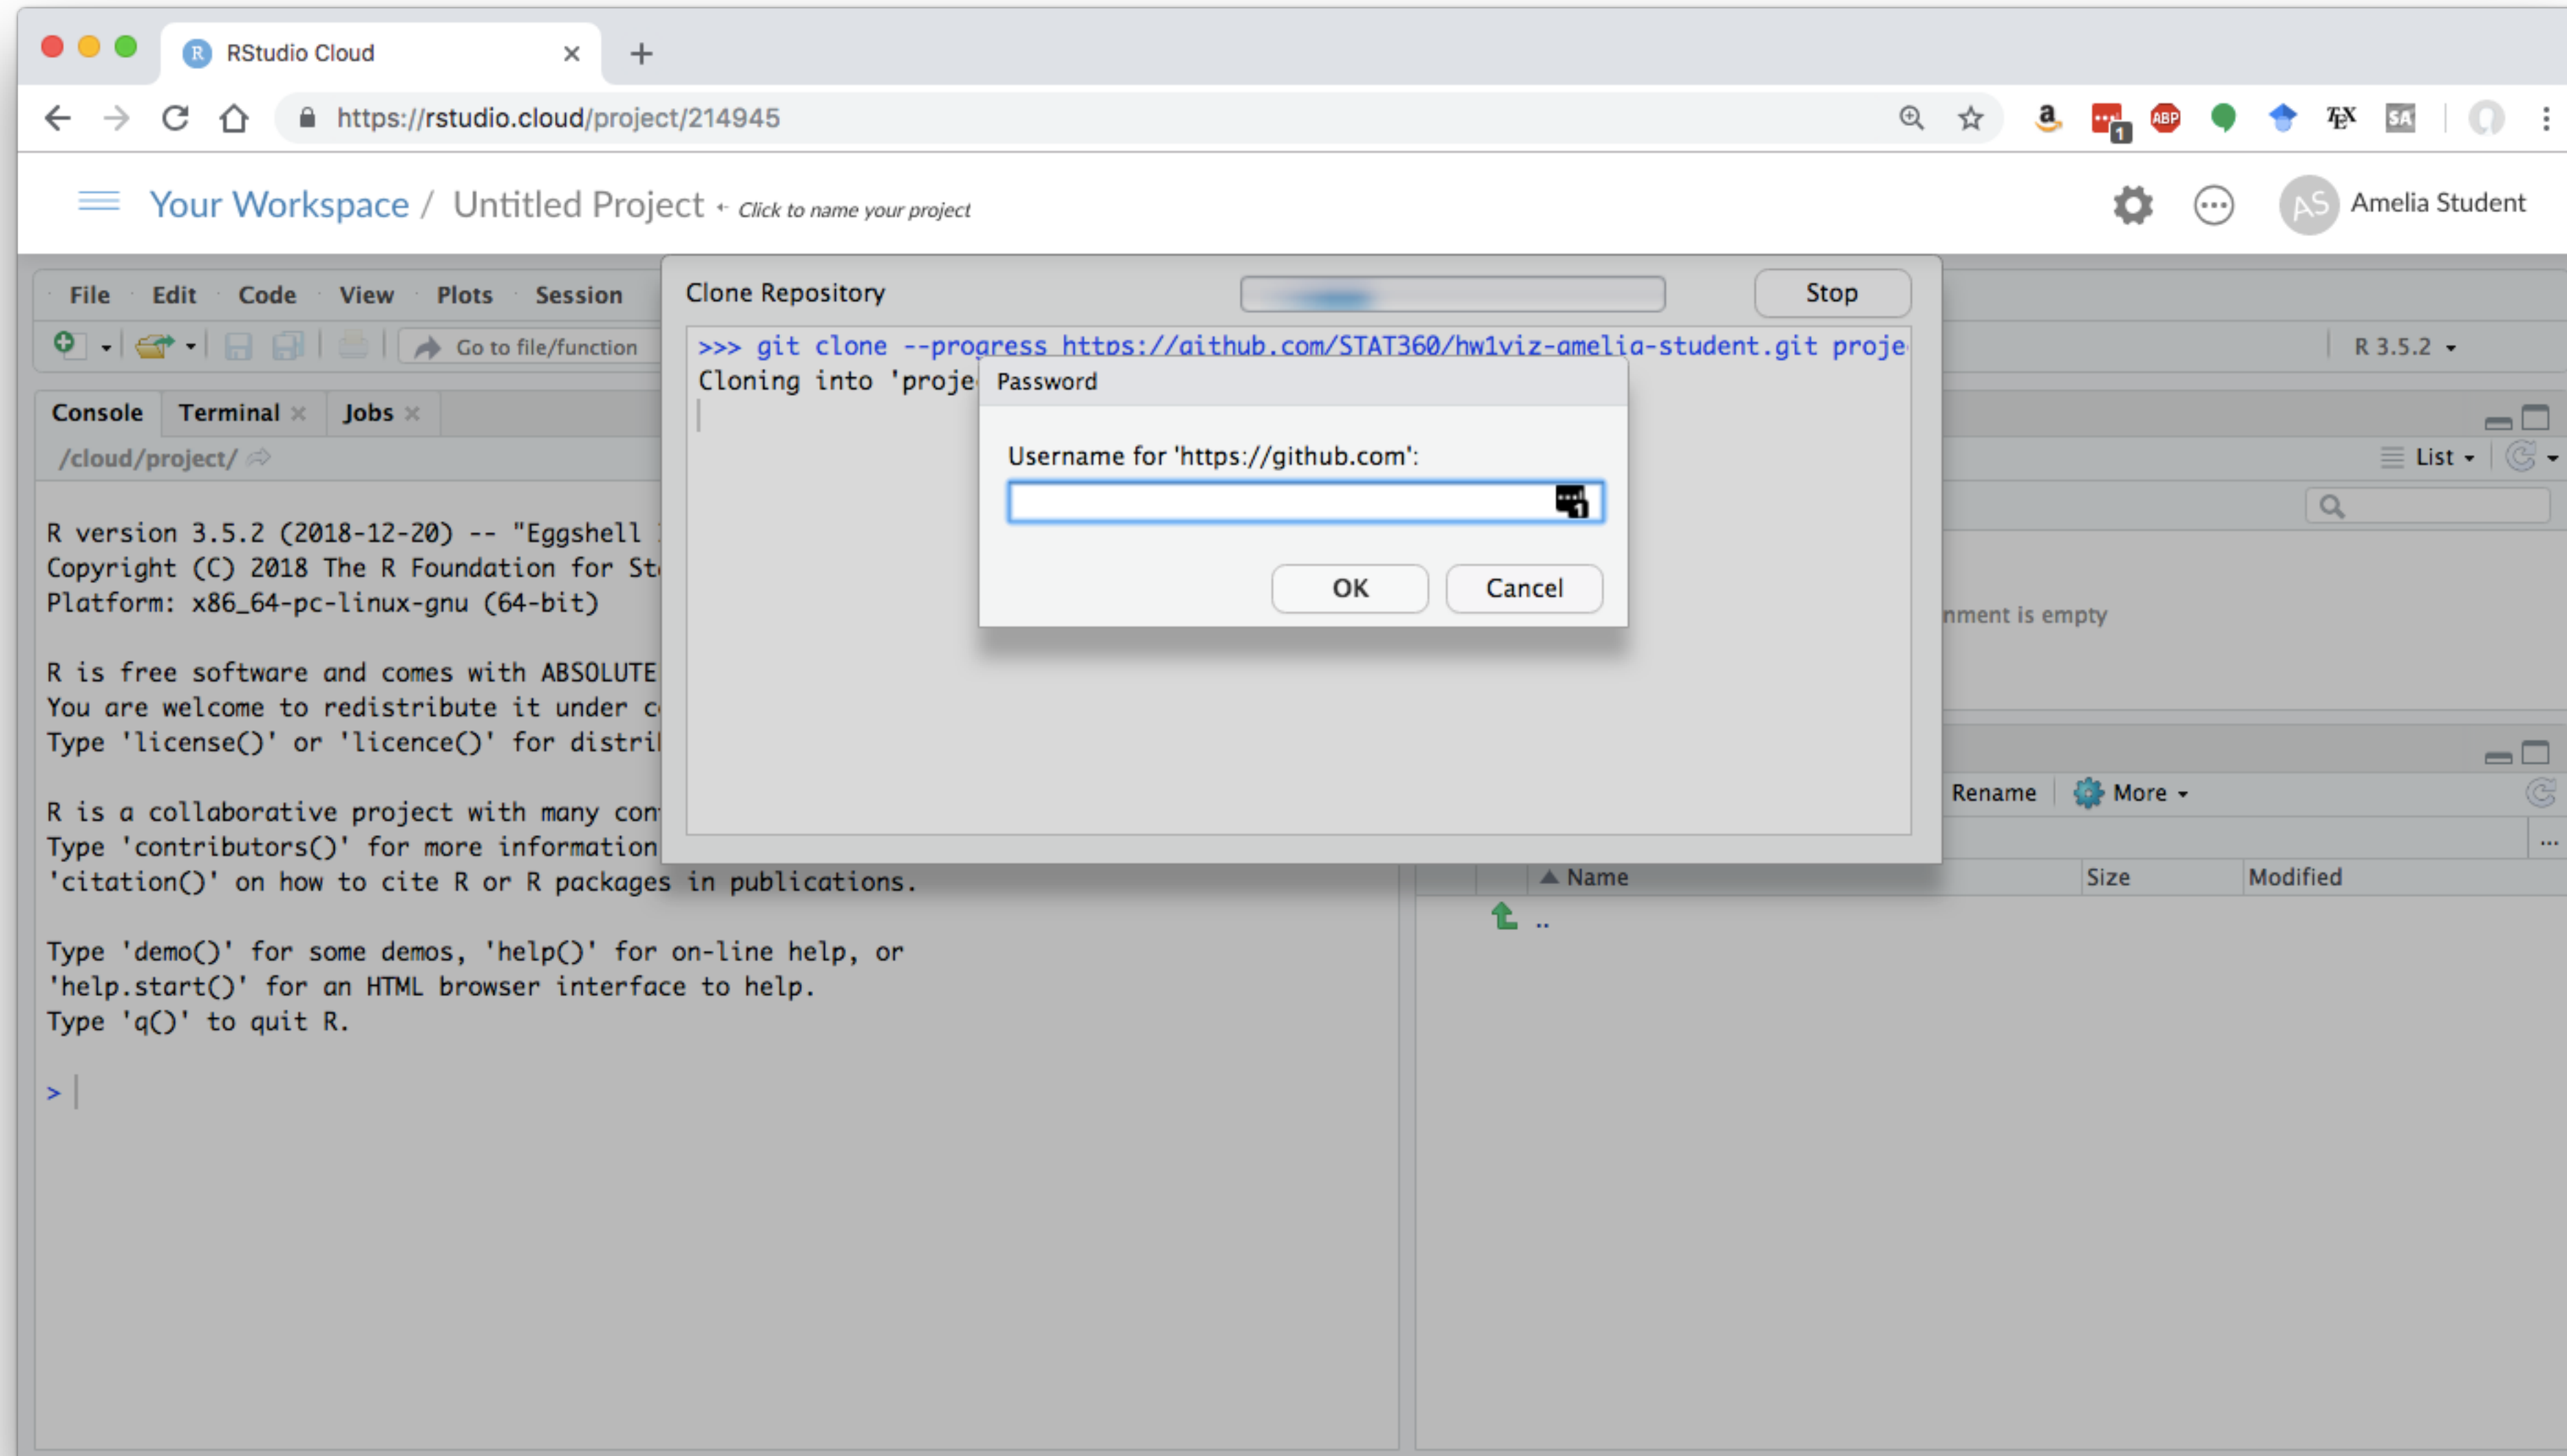 RStudio Cloud
https://rstudio.cloud/project/214945
ABP
1
TEX
SA
Your Workspace / Untitled Project Click to name your project
AS Amelia Student
File Edit Code View Plots Session
Go to file/function
R 3.5.2
Clone Repository
Stop
>>> git clone --progress https://github.com/STAT360/hw1viz-amelia-student.git
Cloning into
Password
Username for 'https://github.com':
1
OK Cancel
Console Terminal Jobs
/cloud/project/
List
R version 3.5.2 (2018-12-20) -- "Eggshell
Copyright (C) 2018 The R Foundation for
Platform: x86_64-pc-linux-gnu (64-bit)
is empty
R is free software and comes with ABSOLUTE
You are welcome to redistribute it under
Type 'license()' or 'licence()' for
R is a collaborative project with many
Type 'contributors()' for more information
'citation()' on how to cite R or R packages in publications.
Type 'demo()' for some demos, 'help()' for on-line help, or
'help.start()' for an HTML browser interface to help.
Type 'q()' to quit R.
>
Rename More
...
Name Size Modified
..